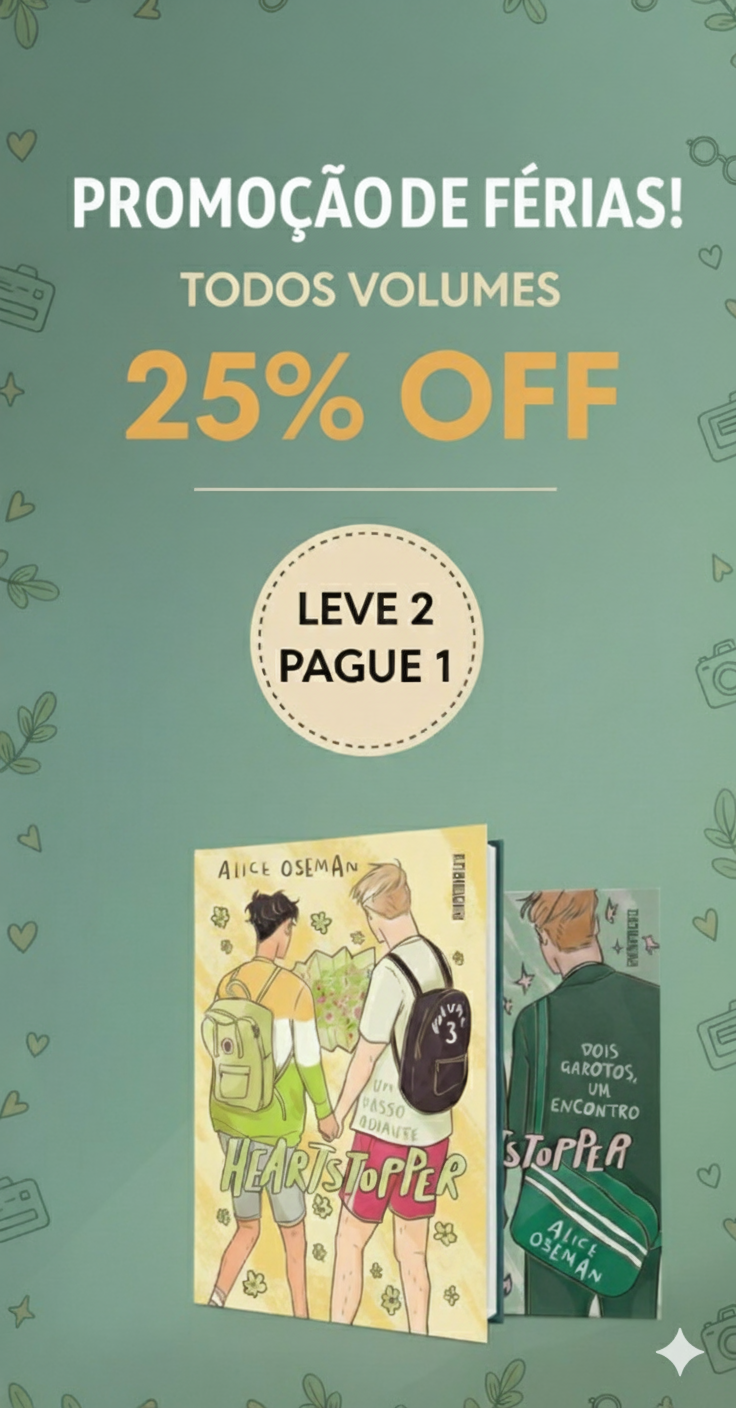 PROMOÇÃO DE FÉRIAS!
TODOS VOLUMES
25% OFF
LEVE 2
PAGUE 1
ALICE OSEMAN
VOLUME
3
UM
PASSO
ADIANTE
HEARTSTOPPER
DOIS
GAROTOS,
UM
ENCONTRO
STOPPER
ALICE
OSEMAN